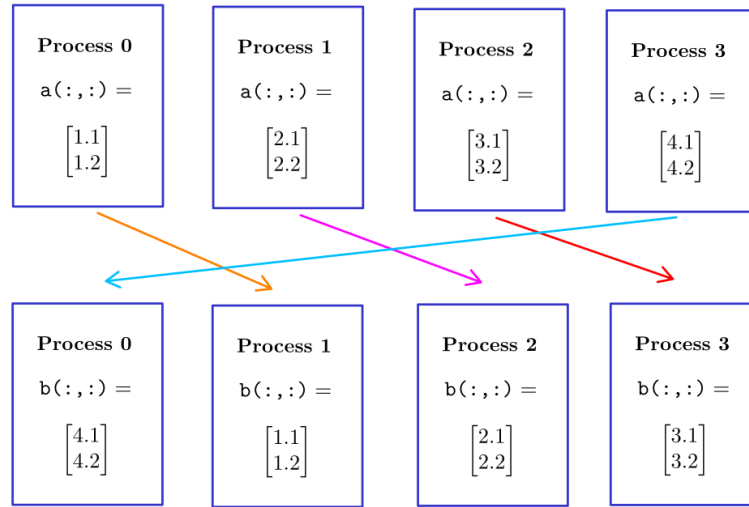 Process 0
a(:,:) =
[1.1
1.2]
Process 1
a(:,:) =
[2.1
2.2]
Process 2
a(:,:) =
[3.1
3.2]
Process 3
a(:,:) =
[4.1
4.2]
Process 0
b(:,:) =
[4.1
4.2]
Process 1
b(:,:) =
[1.1
1.2]
Process 2
b(:,:) =
[2.1
2.2]
Process 3
b(:,:) =
[3.1
3.2]